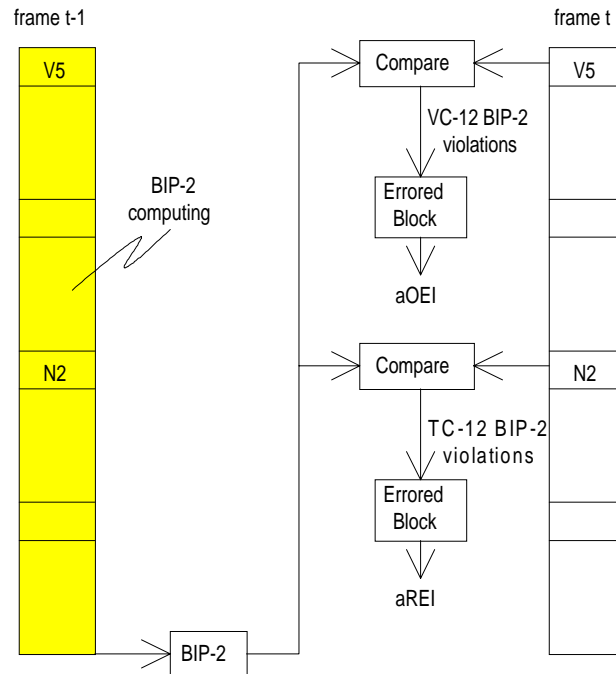 frame t-1
frame t
V5
Compare
V5
VC-12 BIP-2
violations
BIP-2
computing
Errored
Block
aOEI
N2
Compare
N2
TC-12 BIP-2
violations
Errored
Block
aREI
BIP-2